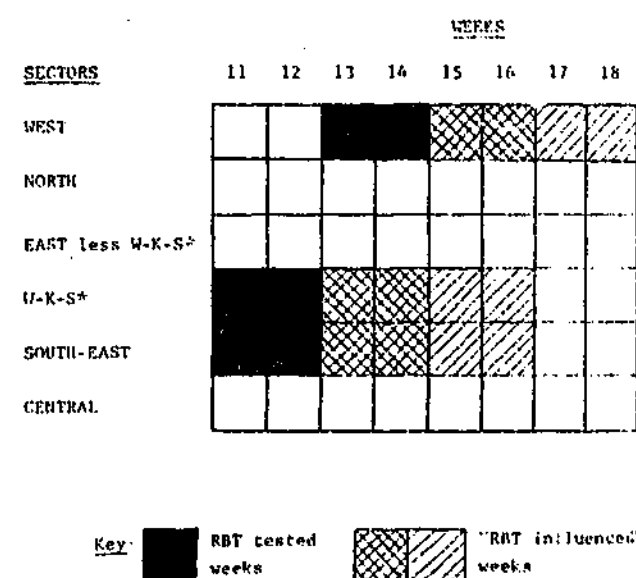 WEEKS
SECTORS 11 12 13 14 15 16 17 18
WEST
NORTH
EAST less W-K-S*
W-K-S*
SOUTH-EAST
CENTRAL
Key RBT tested "RBT influenced"
weeks weeks